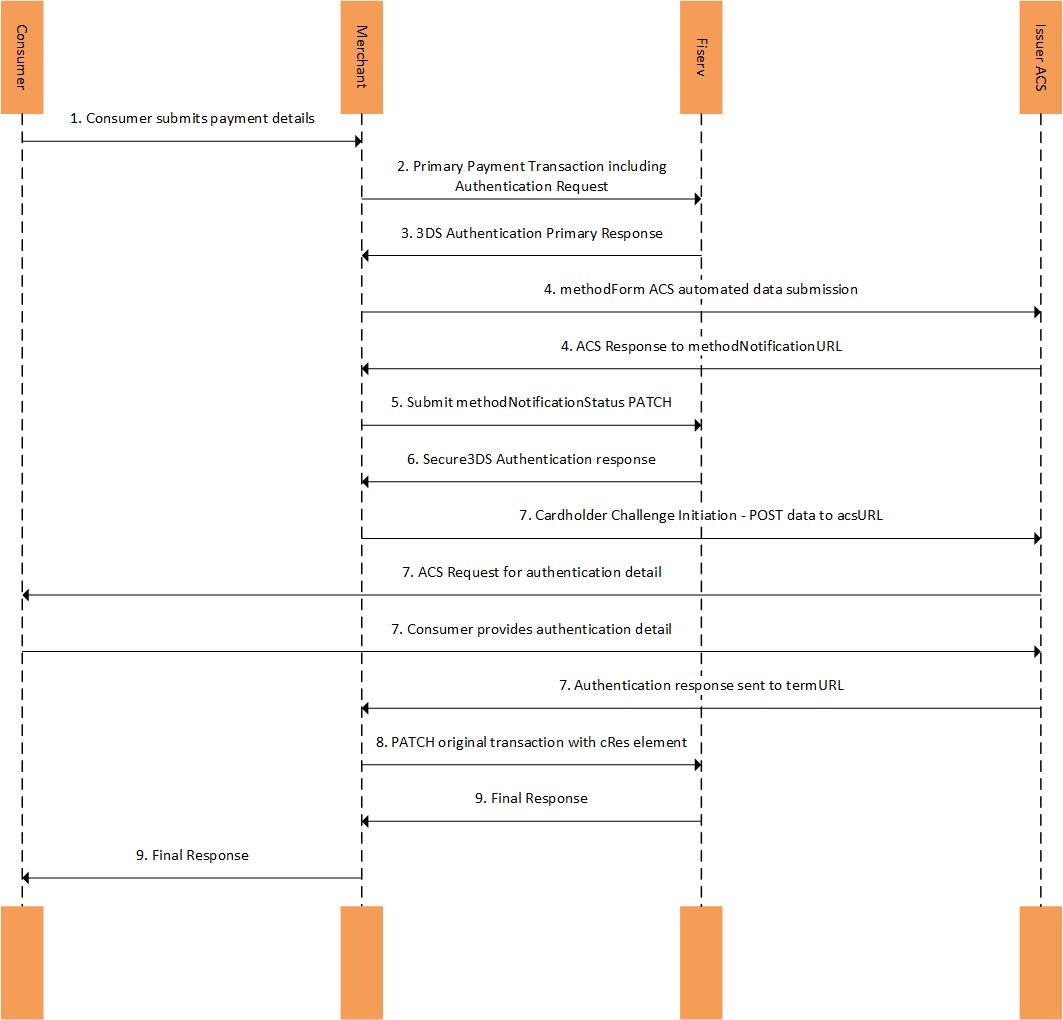 Consumer
Merchant
Fiserv
Issuer ACS
1. Consumer submits payment details
2. Primary Payment Transaction including
Authentication Request
3. 3DS Authentication Primary Response
4. methodForm ACS automated data submission
4. ACS Response to methodNotificationURL
5. Submit methodNotificationStatus PATCH
6. Secure3DS Authentication response
7. Cardholder Challenge Initiation - POST data to acsURL
7. ACS Request for authentication detail
7. Consumer provides authentication detail
7. Authentication response sent to termURL
8. PATCH original transaction with cRes element
9. Final Response
9. Final Response